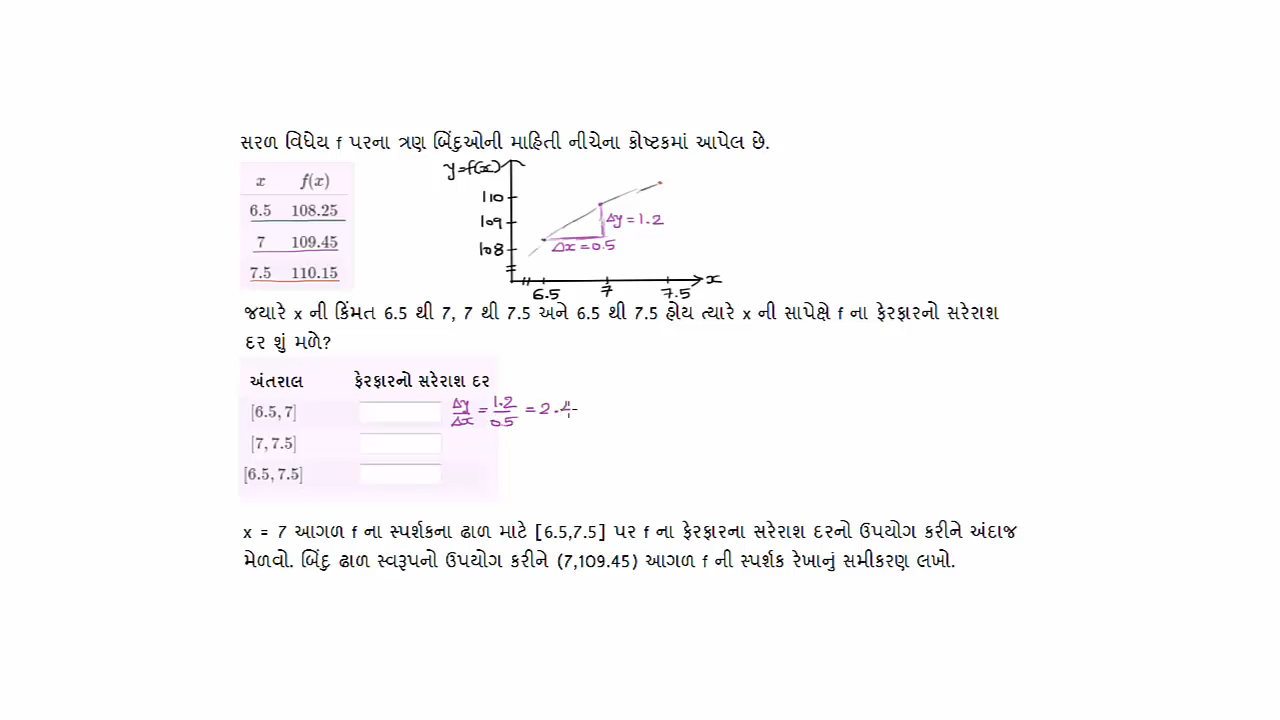 સરળ વિધેય f પરના ત્રણ બિંદુઓની માહિતી નીચેના કોષ્ટકમાં આપેલ છે.
x f(x)
6.5 108.25
7 109.45
7.5 110.15
y=f(x)
110
109
108
Δy = 1.2
Δx = 0.5
6.5 7 7.5 x
જયારે x ની કિંમત 6.5 થી 7, 7 થી 7.5 અને 6.5 થી 7.5 હોય ત્યારે x ની સાપેક્ષે f ના ફેરફારનો સરેરાશ
દર શું મળે?
અંતરાલ ફેરફારનો સરેરાશ દર
[6.5, 7] Δy/Δx = 1.2/0.5 = 2.4
[7, 7.5]
[6.5, 7.5]
x = 7 આગળ f ના સ્પર્શકના ઢાળ માટે [6.5,7.5] પર f ના ફેરફારના સરેરાશ દરનો ઉપયોગ કરીને અંદાજ
મેળવો. બિંદુ ઢાળ સ્વરૂપનો ઉપયોગ કરીને (7,109.45) આગળ f ની સ્પર્શક રેખાનું સમીકરણ લખો.